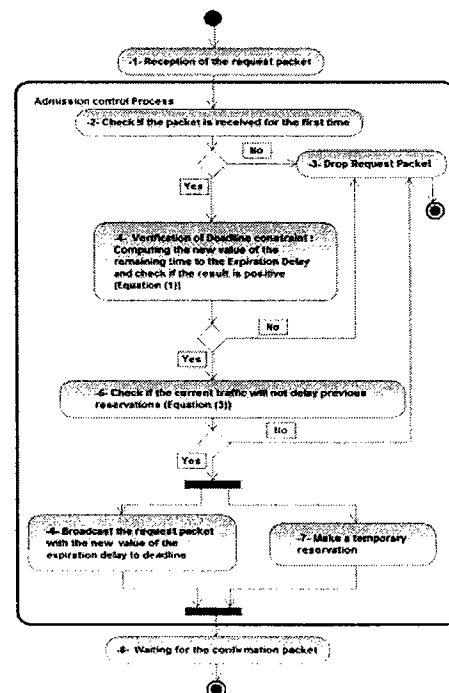 -1- Reception of the request packet
Admission control Process
-2- Check if the packet is received for the first time
No
-3- Drop Request Packet
Yes
-4- Verification of Deadline constraint :
Computing the new value of the
remaining time to the Expiration Delay
and check if the result is positive
(Equation (1))
No
Yes
-5- Check if the current traffic will not delay previous
reservations (Equation (3))
No
Yes
-6- Broadcast the request packet
with the new value of the
expiration delay to deadline
-7- Make a temporary
reservation
-8- Waiting for the confirmation packet